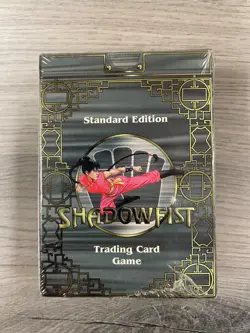 Standard Edition
SHADOWFIST
Trading Card
Game